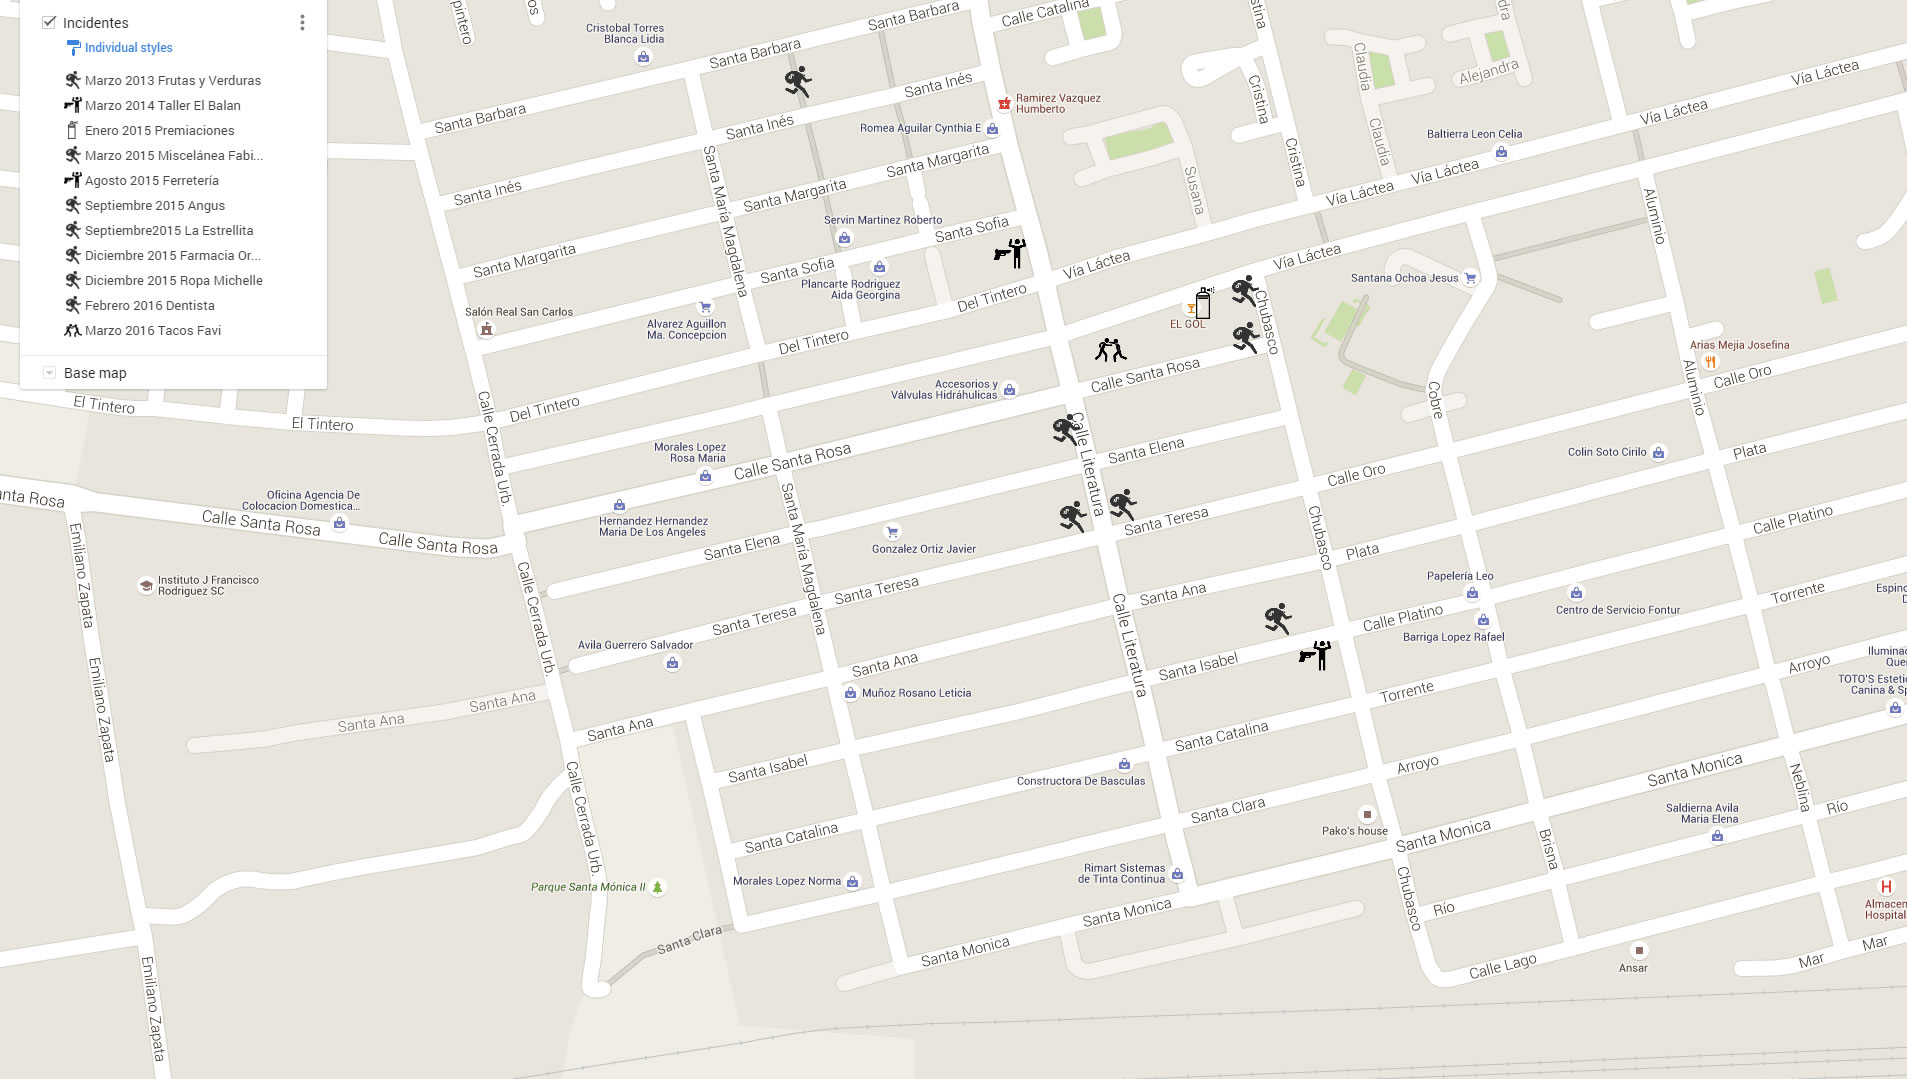 Incidentes
Individual styles
Marzo 2013 Frutas y Verduras
Marzo 2014 Taller El Balan
Enero 2015 Premiaciones
Marzo 2015 Miscelánea Fabi...
Agosto 2015 Ferretería
Septiembre 2015 Angus
Septiembre2015 La Estrellita
Diciembre 2015 Farmacia Or...
Diciembre 2015 Ropa Michelle
Febrero 2016 Dentista
Marzo 2016 Tacos Favi
Base map
pintero
os
Cristobal Torres
Blanca Lidia
Santa Barbara
Santa Barbara
Santa Barbara
Calle Catalina
stina
Cristina
Cristina
Claudia
Claudia
dra
Alejandra
Vía Láctea
Vía Láctea
Vía Láctea
Vía Láctea
Vía Láctea
Vía Láctea
Santa Inés
Santa Inés
Santa Inés
Ramirez Vazquez
Humberto
Romea Aguilar Cynthia E
Baltierra Leon Celia
Santa Margarita
Santa Margarita
Santa Margarita
Santa María Magdalena
Susana
Aluminio
Aluminio
Servin Martinez Roberto
Santa Sofia
Santa Sofia
Plancarte Rodriguez
Aida Georgina
Salón Real San Carlos
Alvarez Aguillon
Ma. Concepcion
Del Tintero
Del Tintero
Del Tintero
Santana Ochoa Jesus
EL GOL
Chubasco
Arias Mejia Josefina
Calle Oro
Calle Oro
Calle Santa Rosa
Accesorios y
Válvulas Hidráhulicas
El Tintero
El Tintero
Calle Cerrada Urb.
Cobre
Calle Literatura
Morales Lopez
Rosa Maria
Calle Santa Rosa
Santa Elena
Santa Elena
Colin Soto Cirilo
Plata
Plata
anta Rosa
Oficina Agencia De
Colocacion Domestica...
Calle Santa Rosa
Calle Santa Rosa
Hernandez Hernandez
Maria De Los Angeles
Santa María Magdalena
Gonzalez Ortiz Javier
Santa Teresa
Santa Teresa
Santa Teresa
Chubasco
Calle Platino
Calle Platino
Emiliano Zapata
Instituto J Francisco
Rodriguez SC
Calle Cerrada Urb.
Santa Ana
Santa Ana
Santa Ana
Santa Ana
Santa Ana
Papelería Leo
Centro de Servicio Fontur
Barriga Lopez Rafael
Torrente
Torrente
Espino
D
Avila Guerrero Salvador
Muñoz Rosano Leticia
Calle Literatura
Santa Isabel
Santa Isabel
Iluminac
Que
Arroyo
Arroyo
TOTO'S Estetic
Canina & Sp
Emiliano Zapata
Calle Cerrada Urb.
Santa Catalina
Santa Catalina
Constructora De Basculas
Santa Monica
Santa Monica
Santa Monica
Santa Monica
Neblina
Río
Río
Santa Clara
Santa Clara
Pako's house
Saldierna Avila
Maria Elena
Brisna
Rimart Sistemas
de Tinta Continua
Morales Lopez Norma
Parque Santa Mónica II
Chubasco
Almacen
Hospital
Emiliano Zapata
Calle Lago
Ansar
Mar
Mar